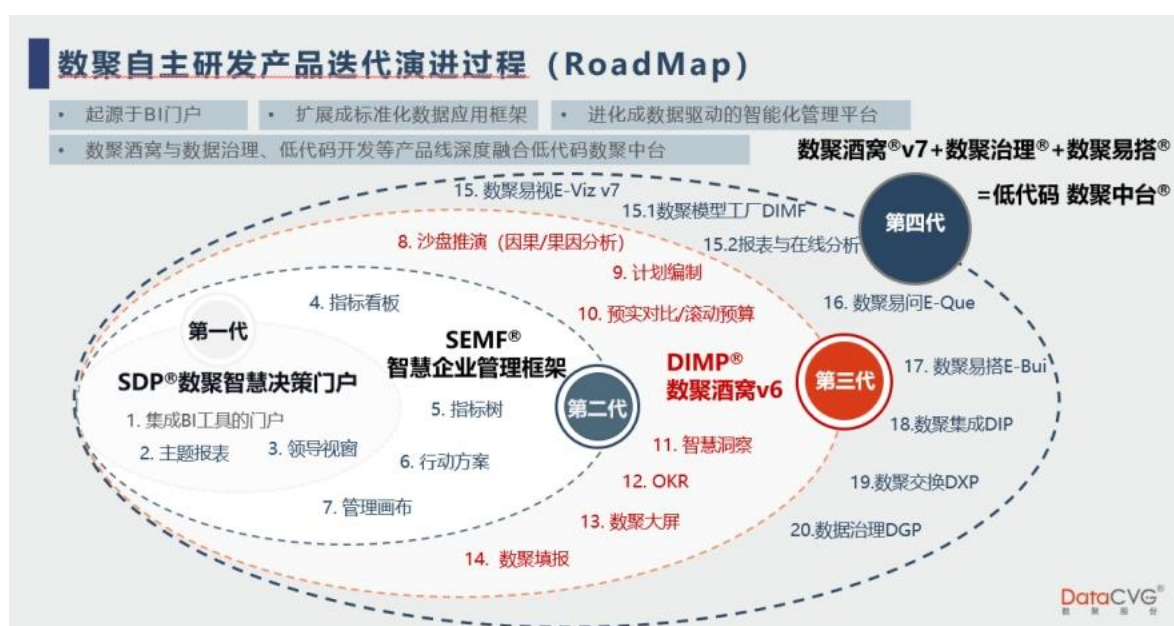 数聚自主研发产品迭代演进过程（RoadMap）
• 起源于BI门户
• 扩展成标准化数据应用框架
• 进化成数据驱动的智能化管理平台
• 数聚酒窝与数据治理、低代码开发等产品线深度融合低代码数聚中台
数聚酒窝®v7+数聚治理®+数聚易搭®
=低代码 数聚中台®
第四代
15. 数聚易视E-Viz v7
15.1数聚模型工厂DIMF
15.2报表与在线分析
8. 沙盘推演（因果/果因分析）
9. 计划编制
10. 预实对比/滚动预算
16. 数聚易问E-Que
4. 指标看板
第一代
SEMF®
智慧企业管理框架
DIMP®
数聚酒窝v6
第三代
17. 数聚易搭E-Bui
SDP®数聚智慧决策门户
第二代
1. 集成BI工具的门户
2. 主题报表
3. 领导视窗
5. 指标树
6. 行动方案
7. 管理画布
11. 智慧洞察
12. OKR
13. 数聚大屏
14. 数聚填报
18.数聚集成DIP
19.数聚交换DXP
20.数据治理DGP
DataCVG®
数聚股份